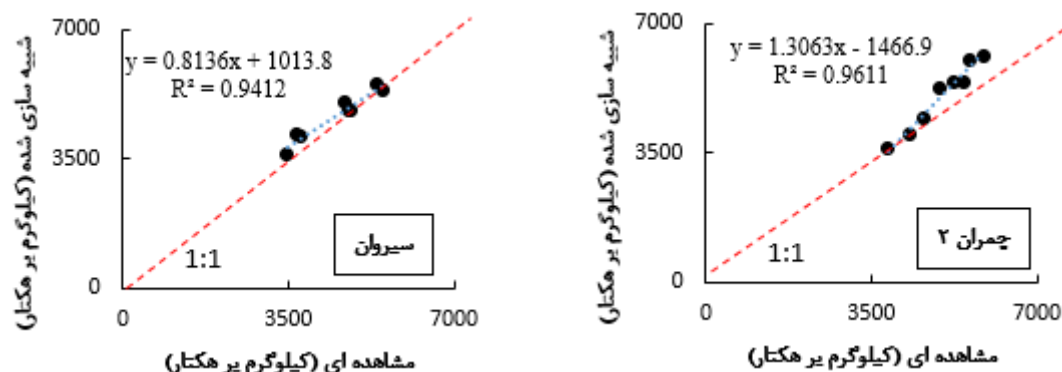 شبیه سازی شده (کیلوگرم بر هکتار)
7000
3500
0
y = 0.8136x + 1013.8
R² = 0.9412
1:1
سیروان
0
3500
7000
مشاهده ای (کیلوگرم بر هکتار)
شبیه سازی شده (کیلوگرم بر هکتار)
7000
3500
0
y = 1.3063x - 1466.9
R² = 0.9611
1:1
چمران ۲
0
3500
7000
مشاهده ای (کیلوگرم بر هکتار)